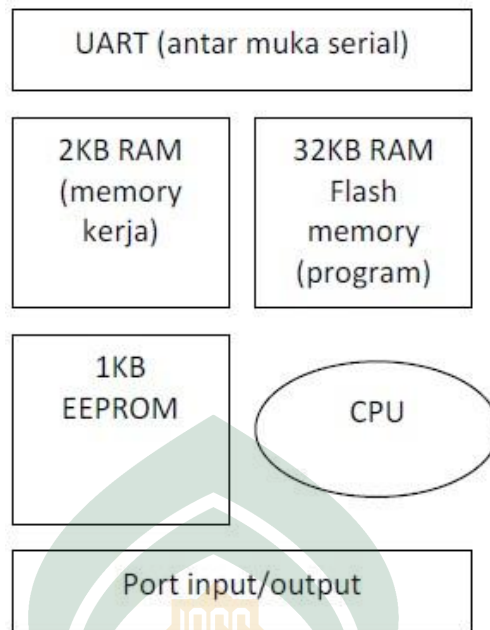 UART (antar muka serial)
2KB RAM
(memory
kerja)
32KB RAM
Flash
memory
(program)
1KB
EEPROM
CPU
Port input/output